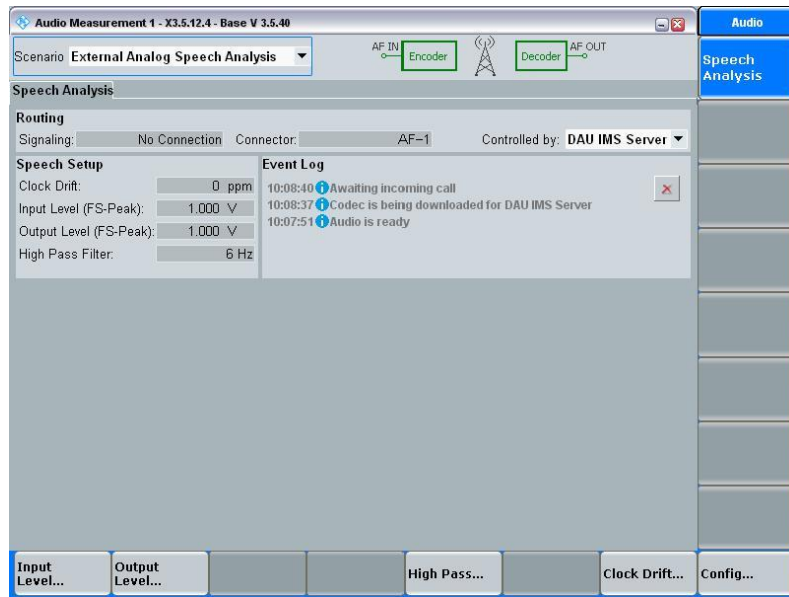 Audio Measurement 1 - X3.5.12.4 - Base V 3.5.40
Audio
Scenario External Analog Speech Analysis
AF IN
Encoder
Decoder
AF OUT
Speech
Analysis
Speech Analysis
Routing
Signaling: No Connection Connector: AF-1 Controlled by: DAU IMS Server
Speech Setup
Clock Drift: 0 ppm
Input Level (FS-Peak): 1.000 V
Output Level (FS-Peak): 1.000 V
High Pass Filter: 6 Hz
Event Log
10:08:40 Awaiting incoming call
10:08:37 Codec is being downloaded for DAU IMS Server
10:07:51 Audio is ready
Input
Level...
Output
Level...
High Pass...
Clock Drift...
Config...